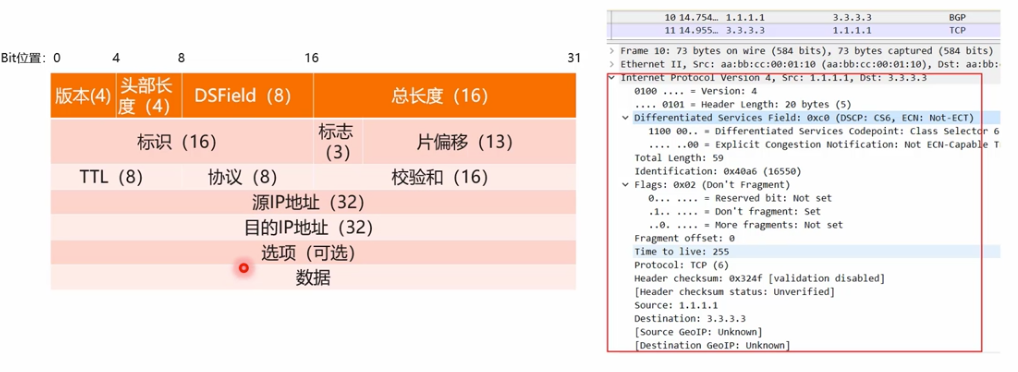 Bit位置：0 4 8 16 31
版本(4) 头部长度（4） DSField（8） 总长度（16）
标识（16） 标志（3） 片偏移（13）
TTL（8） 协议（8） 校验和（16）
源IP地址（32）
目的IP地址（32）
选项（可选）
数据
10 14.754… 1.1.1.1 3.3.3.3 BGP
11 14.955… 3.3.3.3 1.1.1.1 TCP
Frame 10: 73 bytes on wire (584 bits), 73 bytes captured (584 bits)
Ethernet II, Src: aa:bb:cc:00:01:10 (aa:bb:cc:00:01:10), Dst: aa:bb:
Internet Protocol Version 4, Src: 1.1.1.1, Dst: 3.3.3.3
0100 .... = Version: 4
.... 0101 = Header Length: 20 bytes (5)
Differentiated Services Field: 0xc0 (DSCP: CS6, ECN: Not-ECT)
1100 00.. = Differentiated Services Codepoint: Class Selector 6
.... ..00 = Explicit Congestion Notification: Not ECN-Capable T
Total Length: 59
Identification: 0x40a6 (16550)
Flags: 0x02 (Don't Fragment)
0... .... = Reserved bit: Not set
.1.. .... = Don't fragment: Set
..0. .... = More fragments: Not set
Fragment offset: 0
Time to live: 255
Protocol: TCP (6)
Header checksum: 0x324f [validation disabled]
[Header checksum status: Unverified]
Source: 1.1.1.1
Destination: 3.3.3.3
[Source GeoIP: Unknown]
[Destination GeoIP: Unknown]